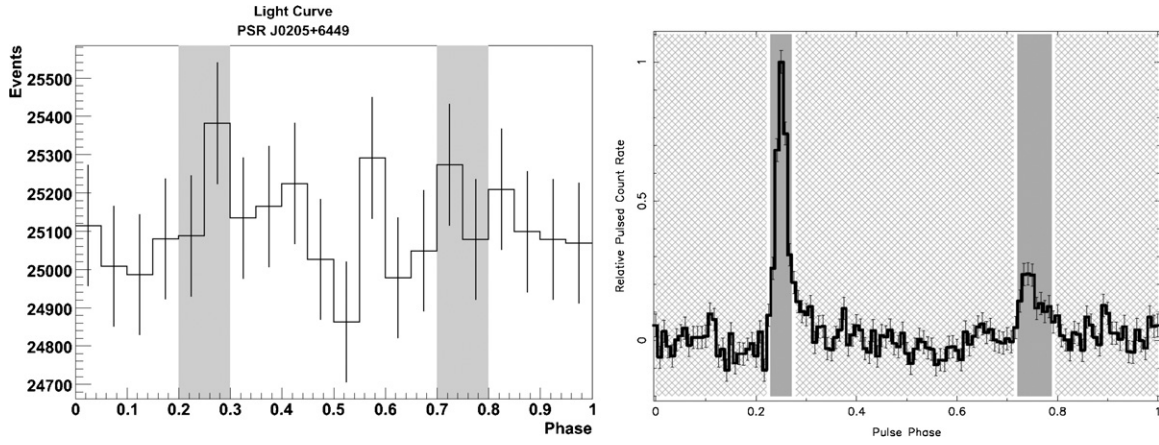 Light Curve
PSR J0205+6449
Events
25500
25400
25300
25200
25100
25000
24900
24800
24700
0 0.1 0.2 0.3 0.4 0.5 0.6 0.7 0.8 0.9 1
Phase
Relative Pulsed Count Rate
1
0.5
0
0 0.2 0.4 0.6 0.8 1
Pulse Phase